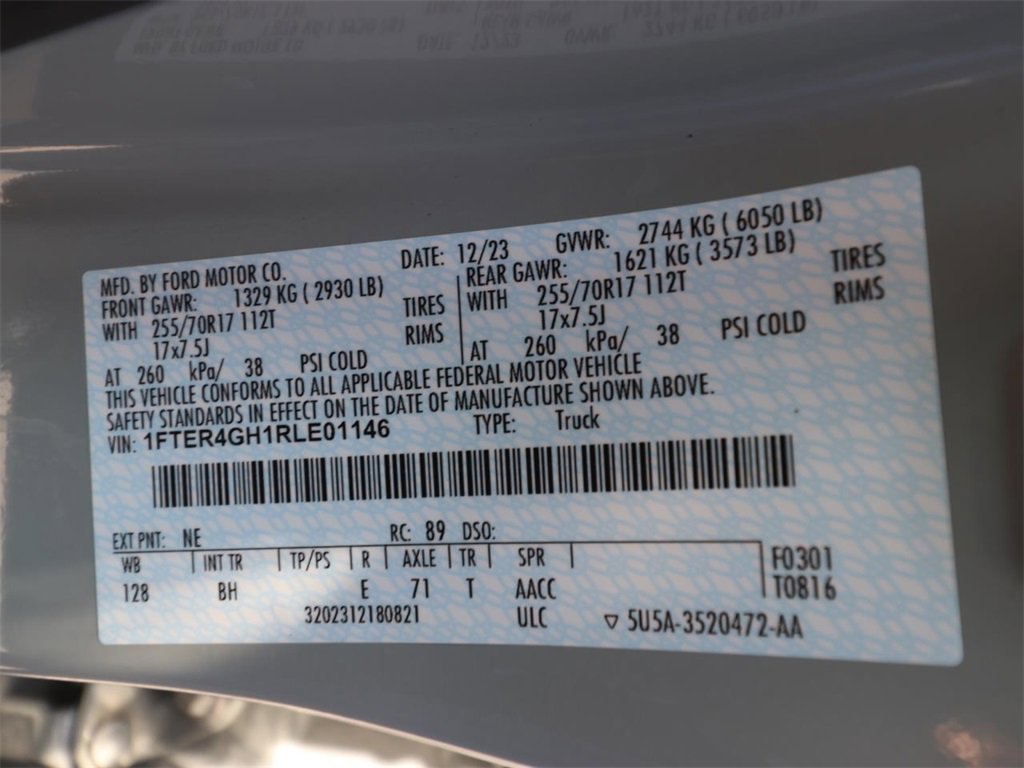 MFD. BY FORD MOTOR CO. DATE: 12/23 GVWR: 2744 KG ( 6050 LB)
FRONT GAWR: 1329 KG ( 2930 LB) REAR GAWR: 1621 KG ( 3573 LB)
WITH 255/70R17 112T TIRES WITH 255/70R17 112T TIRES
17x7.5J RIMS 17x7.5J RIMS
AT 260 kPa/ 38 PSI COLD AT 260 kPa/ 38 PSI COLD
THIS VEHICLE CONFORMS TO ALL APPLICABLE FEDERAL MOTOR VEHICLE
SAFETY STANDARDS IN EFFECT ON THE DATE OF MANUFACTURE SHOWN ABOVE.
VIN: 1FTER4GH1RLE01146 TYPE: Truck
EXT PNT: NE RC: 89 DSO:
WB INT TR TP/PS R AXLE TR SPR F0301
128 BH E 71 T AACC T0816
3202312180821 ULC ▽ 5U5A-3520472-AA